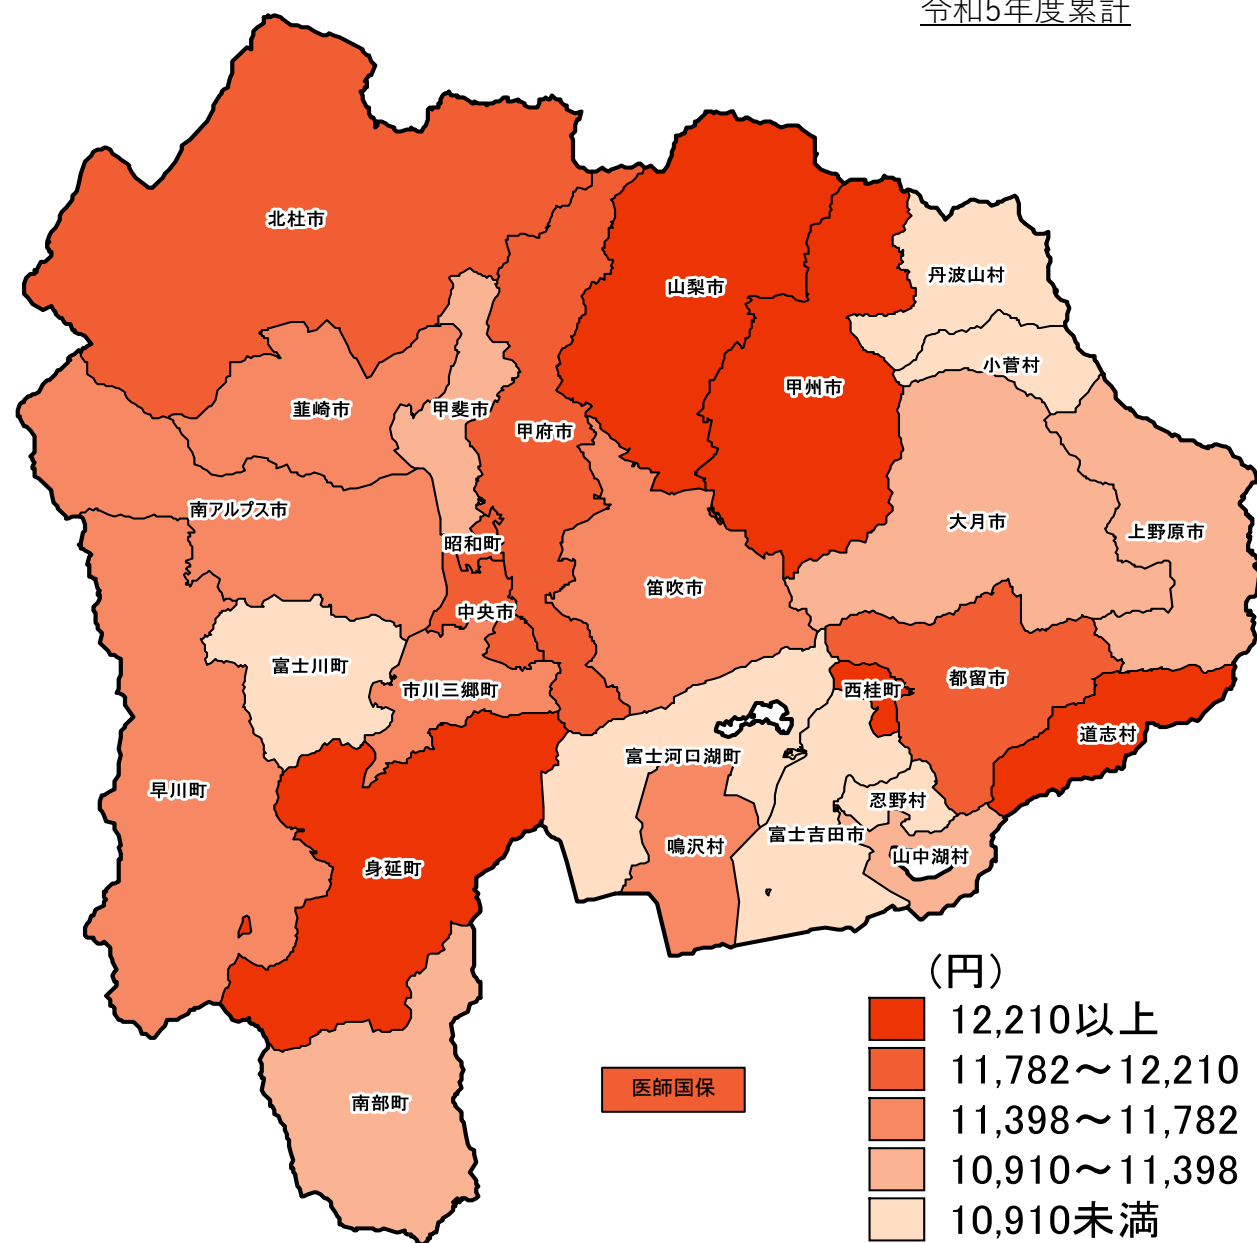 令和5年度累計
北杜市
丹波山村
山梨市
小菅村
甲州市
韮崎市
甲斐市
甲府市
南アルプス市
大月市
上野原市
昭和町
笛吹市
中央市
富士川町
市川三郷町
西桂町
都留市
道志村
富士河口湖町
早川町
忍野村
鳴沢村
富士吉田市
山中湖村
身延町
(円)
12,210以上
11,782～12,210
医師国保
南部町
11,398～11,782
10,910～11,398
10,910未満